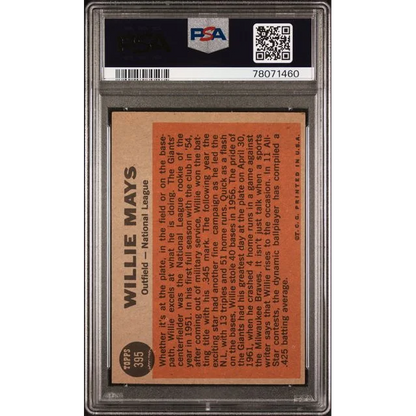 PSA
78071460
TOPPS
395
WILLIE MAYS
Outfield — National League
Whether it's at the plate, in the field or on the base-
path, Willie excels at what he is doing. The Giants'
centerfielder was the National League rookie of the
year in 1951. In his first full season with the club in '54,
after coming out of military service, Willie won the bat-
ting title with his .345 mark. The following year the
exciting star had another fine campaign as he led the
N.L. with 13 triples and 51 home runs. Quick as a flash
on the bases, Willie stole 40 bases in 1956. The pride of
the Giants had his greatest day at the plate on April 30,
1961, when he crashed 4 home runs in a game against
the Milwaukee Braves. It isn't just talk when a sports
writer says that Willie rises to the occasion. In 11 All-
Star contests, the dynamic ballplayer has compiled a
.425 batting average.
©T.C.G. PRINTED IN U.S.A.